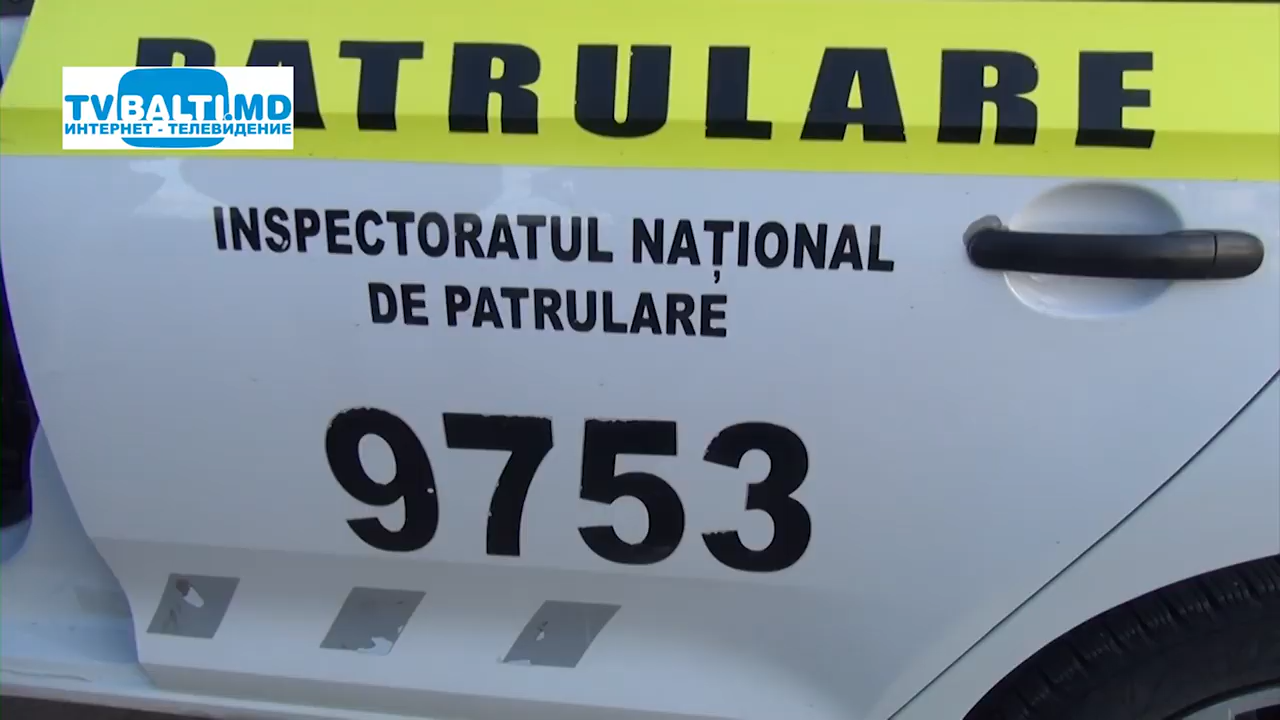 PATRULARE
TVBALTI.MD
ИНТЕРНЕТ - ТЕЛЕВИДЕНИЕ
INSPECTORATUL NAȚIONAL
DE PATRULARE
9753